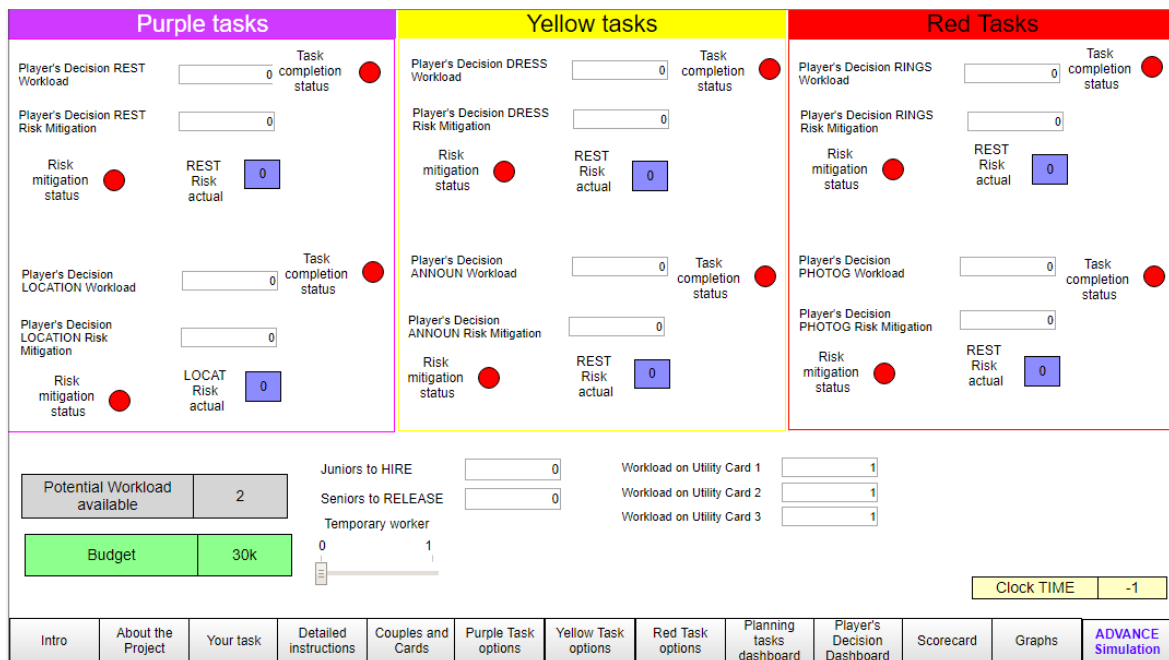 Purple tasks
Player's Decision REST
Workload
0
Task
completion
status
Player's Decision REST
Risk Mitigation
0
Risk
mitigation
status
REST
Risk
actual
0
Player's Decision
LOCATION Workload
0
Task
completion
status
Player's Decision
LOCATION Risk
Mitigation
0
Risk
mitigation
status
LOCAT
Risk
actual
0
Yellow tasks
Player's Decision DRESS
Workload
0
Task
completion
status
Player's Decision DRESS
Risk Mitigation
0
Risk
mitigation
status
REST
Risk
actual
0
Player's Decision
ANNOUN Workload
0
Task
completion
status
Player's Decision
ANNOUN Risk Mitigation
0
Risk
mitigation
status
REST
Risk
actual
0
Red Tasks
Player's Decision RINGS
Workload
0
Task
completion
status
Player's Decision RINGS
Risk Mitigation
0
Risk
mitigation
status
REST
Risk
actual
0
Player's Decision
PHOTOG Workload
0
Task
completion
status
Player's Decision
PHOTOG Risk Mitigation
0
Risk
mitigation
status
REST
Risk
actual
0
Potential Workload
available
2
Budget
30k
Juniors to HIRE
0
Seniors to RELEASE
0
Temporary worker
0 1
Workload on Utility Card 1
1
Workload on Utility Card 2
1
Workload on Utility Card 3
1
Clock TIME
-1
Intro
About the
Project
Your task
Detailed
instructions
Couples and
Cards
Purple Task
options
Yellow Task
options
Red Task
options
Planning
tasks
dashboard
Player's
Decision
Dashboard
Scorecard
Graphs
ADVANCE
Simulation